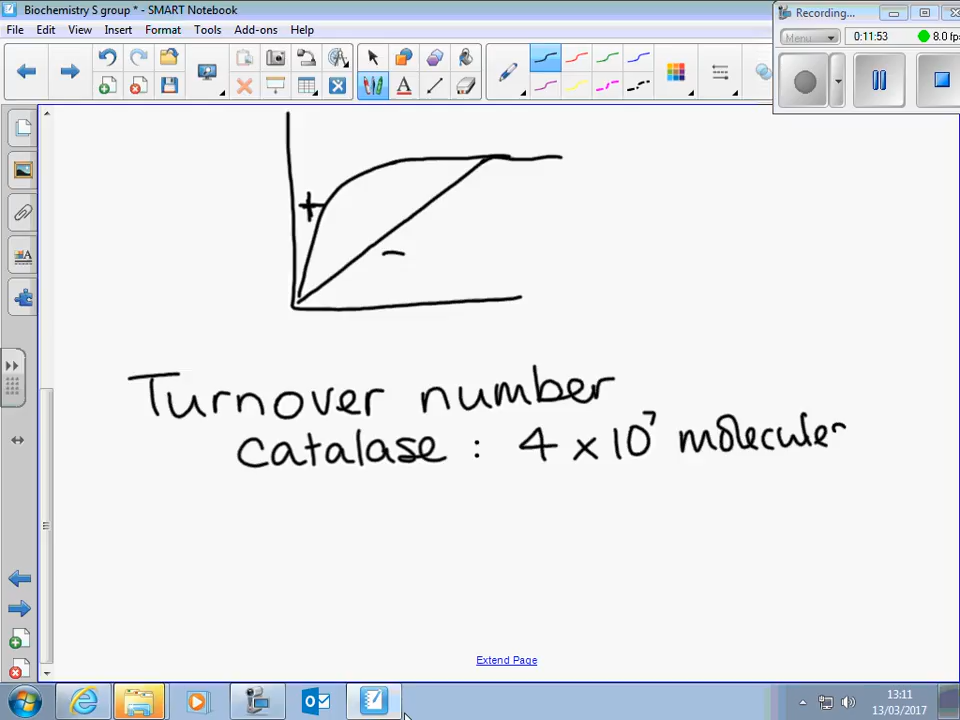 Biochemistry S group * - SMART Notebook
Recording...
File Edit View Insert Format Tools Add-ons Help
Menu 0:11:53 8.0 fps
+
−
Turnover number
catalase : 4 x 10⁷ molecules
Extend Page
13:11
13/03/2017